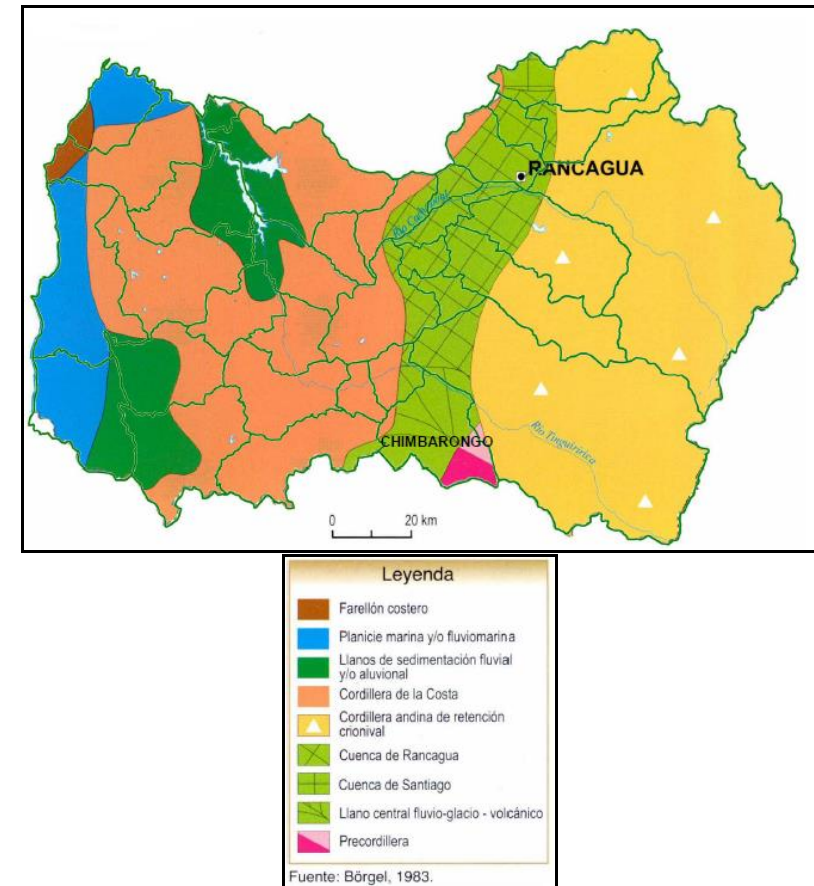 RANCAGUA
Río Cachapoal
CHIMBARONGO
Río Tinguiririca
0 20 km
Leyenda
Farellón costero
Planicie marina y/o fluviomarina
Llanos de sedimentación fluvial
y/o aluvional
Cordillera de la Costa
Cordillera andina de retención
crionival
Cuenca de Rancagua
Cuenca de Santiago
Llano central fluvio-glacio - volcánico
Precordillera
Fuente: Börgel, 1983.